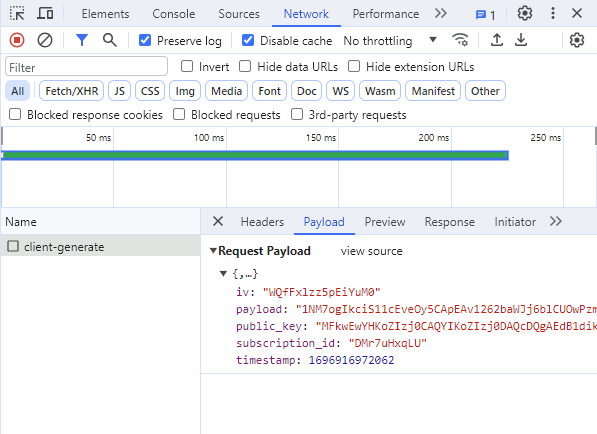 Elements Console Sources Network Performance 1
Preserve log Disable cache No throttling
Filter Invert Hide data URLs Hide extension URLs
All Fetch/XHR JS CSS Img Media Font Doc WS Wasm Manifest Other
Blocked response cookies Blocked requests 3rd-party requests
50 ms 100 ms 150 ms 200 ms 250 ms
Name Headers Payload Preview Response Initiator
client-generate
Request Payload view source
{,…}
iv: "WQfFxlzz5pEiYuM0"
payload: "1NM7ogIkciS11cEveOy5CApEAv1262baWJj6blCUOwPzm
public_key: "MFkwEwYHKoZIzj0CAQYIKoZIzj0DAQcDQgAEdB1dik
subscription_id: "DMr7uHxqLU"
timestamp: 1696916972062